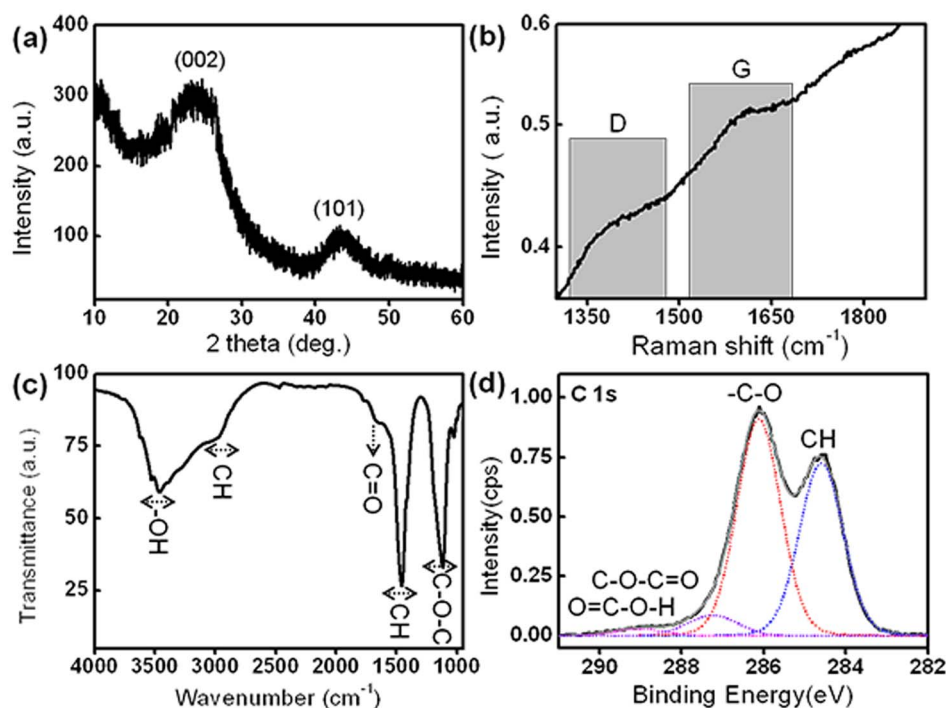 (a)
400
300
200
100
Intensity (a.u.)
(002)
(101)
10 20 30 40 50 60
2 theta (deg.)
(b)
0.6
0.5
0.4
Intensity ( a.u.)
D
G
1350 1500 1650 1800
Raman shift (cm⁻¹)
(c)
100
75
50
25
Transmittance (a.u.)
-OH
CH
C=O
CH
C-O-C
4000 3500 3000 2500 2000 1500 1000
Wavenumber (cm⁻¹)
(d)
C 1s
1.00
0.75
0.50
0.25
0.00
Intensity(cps)
-C-O
CH
C-O-C=O
O=C-O-H
290 288 286 284 282
Binding Energy(eV)